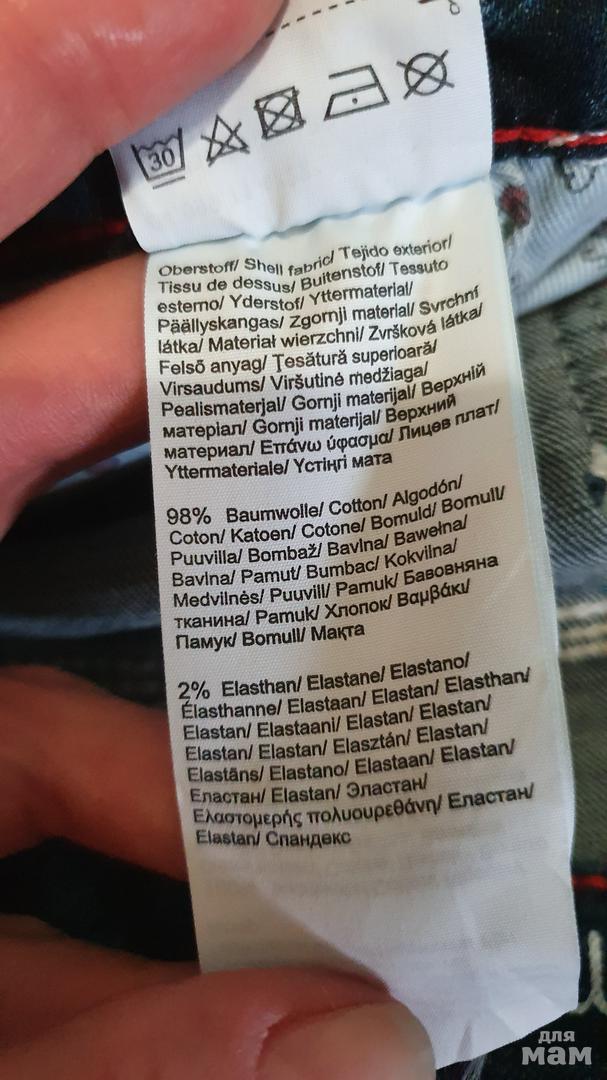 30
Oberstoff/ Shell fabric/ Tejido exterior/
Tissu de dessus/ Buitenstof/ Tessuto
esterno/ Yderstof/ Yttermaterial/
Päällyskangas/ Zgornji material/ Svrchní
látka/ Materiał wierzchni/ Zvršková látka/
Felső anyag/ Ţesătură superioară/
Virsaudums/ Viršutinė medžiaga/
Pealismaterjal/ Gornji materijal/ Верхній
матеріал/ Gornji materijal/ Верхний
материал/ Επάνω ύφασμα/ Лицев плат/
Yttermateriale/ Үстіңгі мата
98% Baumwolle/ Cotton/ Algodón/
Coton/ Katoen/ Cotone/ Bomuld/ Bomull/
Puuvilla/ Bombaž/ Bavlna/ Bawełna/
Bavlna/ Pamut/ Bumbac/ Kokvilna/
Medvilnės/ Puuvill/ Pamuk/ Бавовняна
тканина/ Pamuk/ Хлопок/ Βαμβάκι/
Памук/ Bomull/ Мақта
2% Elasthan/ Elastane/ Elastano/
Élasthanne/ Elastaan/ Elastan/ Elasthan/
Elastan/ Elastaani/ Elastan/ Elastan/
Elastan/ Elastan/ Elasztán/ Elastan/
Elastāns/ Elastano/ Elastaan/ Elastan/
Еластан/ Elastan/ Эластан/
Ελαστομερής πολυουρεθάνη/ Еластан/
Elastan/ Спандекс
для
мам